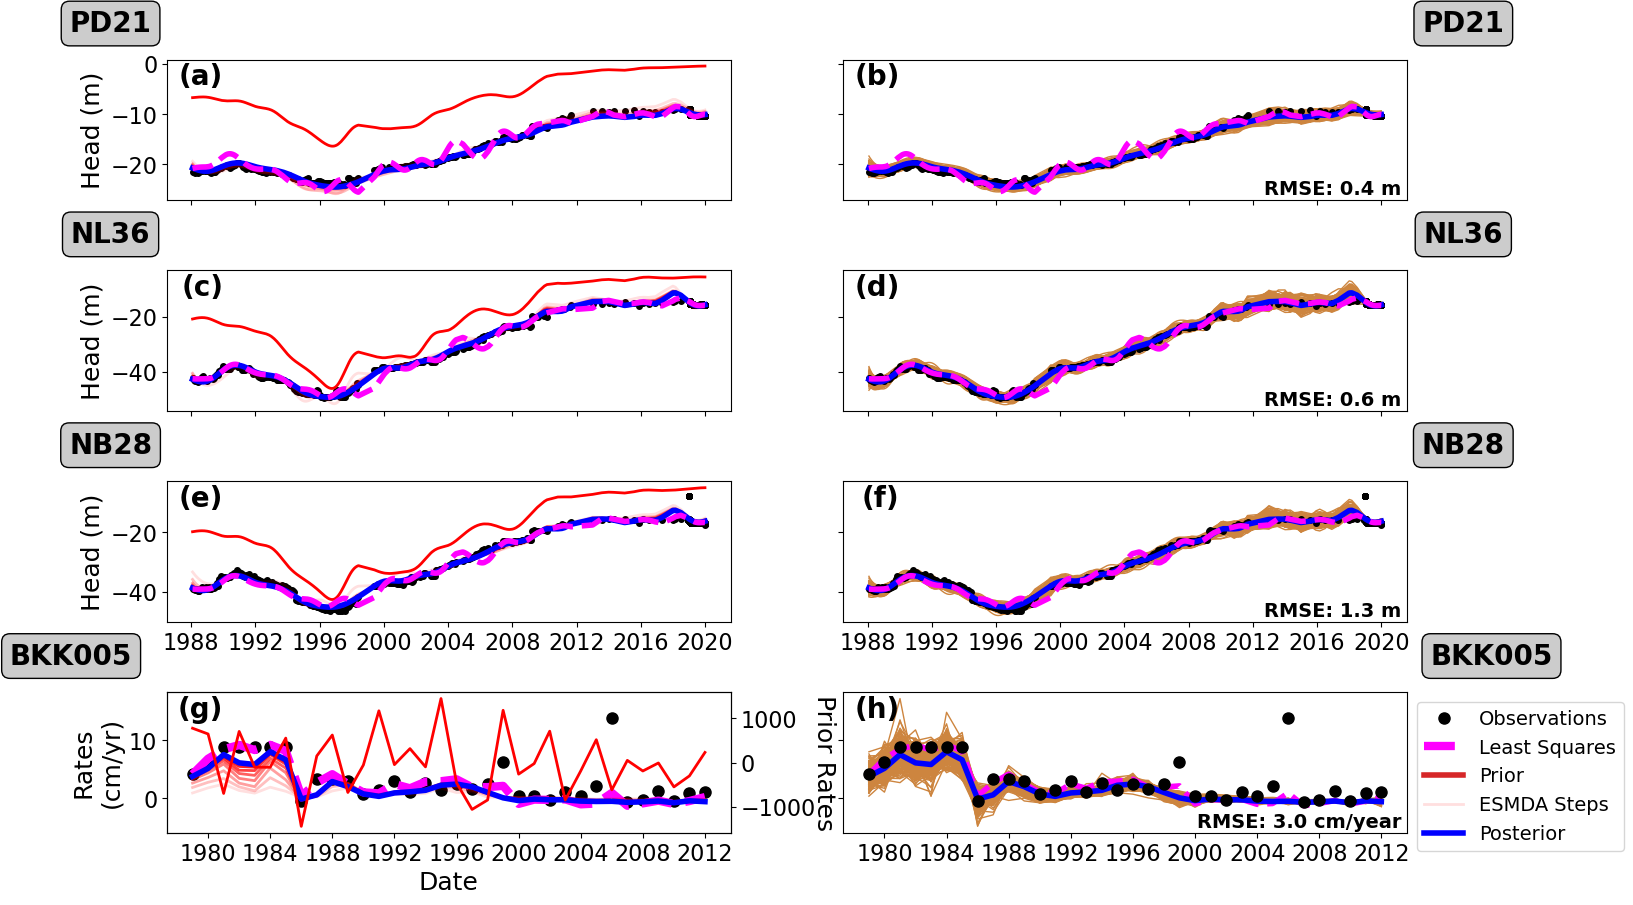 PD21
PD21
(a)
(b)
Head (m)
0
−10
−20
RMSE: 0.4 m
NL36
NL36
(c)
(d)
Head (m)
−20
−40
RMSE: 0.6 m
NB28
NB28
(e)
(f)
Head (m)
−20
−40
RMSE: 1.3 m
1988 1992 1996 2000 2004 2008 2012 2016 2020
1988 1992 1996 2000 2004 2008 2012 2016 2020
BKK005
BKK005
(g)
(h)
Rates
(cm/yr)
10
0
1000
0
−1000
Prior Rates
RMSE: 3.0 cm/year
1980 1984 1988 1992 1996 2000 2004 2008 2012
1980 1984 1988 1992 1996 2000 2004 2008 2012
Date
Observations
Least Squares
Prior
ESMDA Steps
Posterior